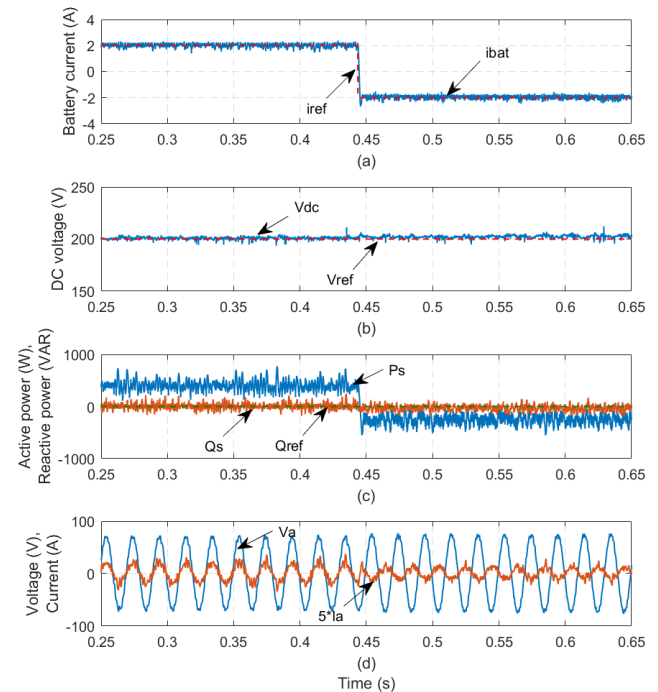 Battery current (A)
4
2
0
-2
-4
iref
ibat
0.25 0.3 0.35 0.4 0.45 0.5 0.55 0.6 0.65
(a)
DC voltage (V)
250
200
150
Vdc
Vref
0.25 0.3 0.35 0.4 0.45 0.5 0.55 0.6 0.65
(b)
Active power (W),
Reactive power (VAR)
1000
0
-1000
Ps
Qs
Qref
0.25 0.3 0.35 0.4 0.45 0.5 0.55 0.6 0.65
(c)
Voltage (V),
Current (A)
100
0
-100
Va
5*Ia
0.25 0.3 0.35 0.4 0.45 0.5 0.55 0.6 0.65
(d)
Time (s)